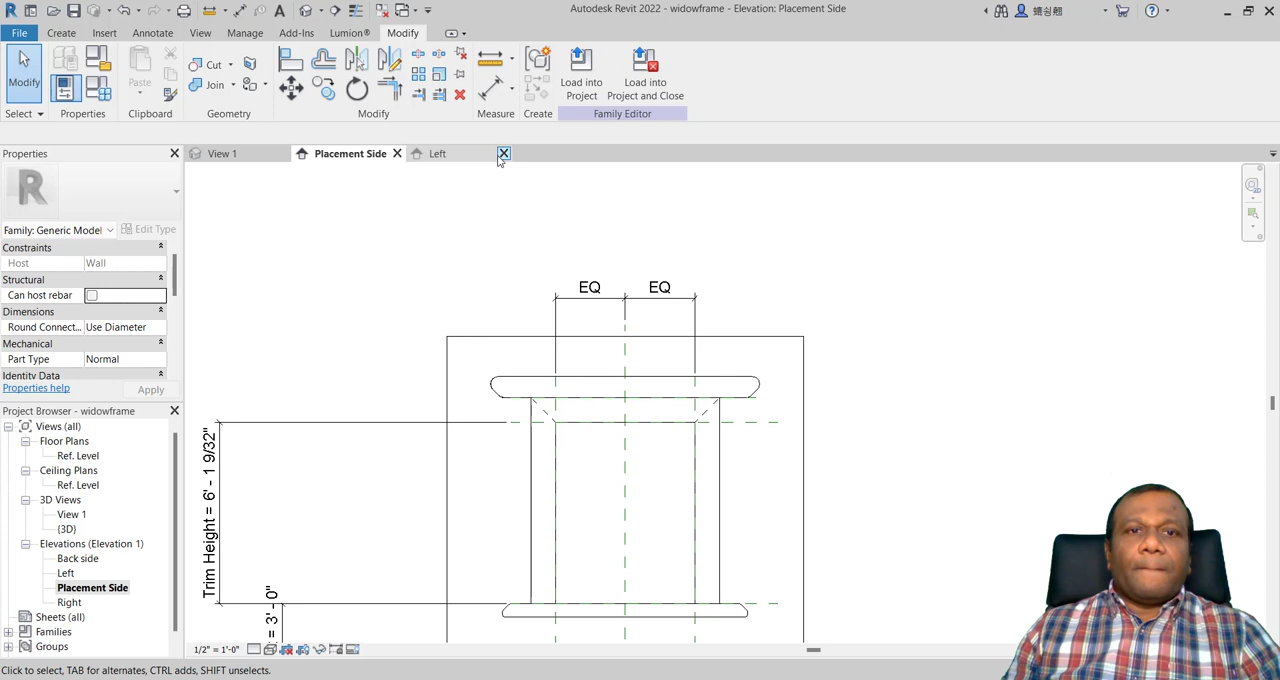 Autodesk Revit 2022 - widowframe - Elevation: Placement Side
File Create Insert Annotate View Manage Add-Ins Lumion® Modify
Modify Paste Cut Join Load into Project Load into Project and Close
Select Properties Clipboard Geometry Modify Measure Create Family Editor
Properties
View 1 Placement Side Left
Family: Generic Model Edit Type
Constraints
Host Wall
Structural
Can host rebar
Dimensions
Round Connect... Use Diameter
Mechanical
Part Type Normal
Identity Data
Properties help Apply
Project Browser - widowframe
Views (all)
Floor Plans
Ref. Level
Ceiling Plans
Ref. Level
3D Views
View 1
{3D}
Elevations (Elevation 1)
Back side
Left
Placement Side
Right
Sheets (all)
Families
Groups
EQ EQ
Trim Height = 6' - 1 9/32"
= 3' - 0"
1/2" = 1'-0"
Click to select, TAB for alternates, CTRL adds, SHIFT unselects.